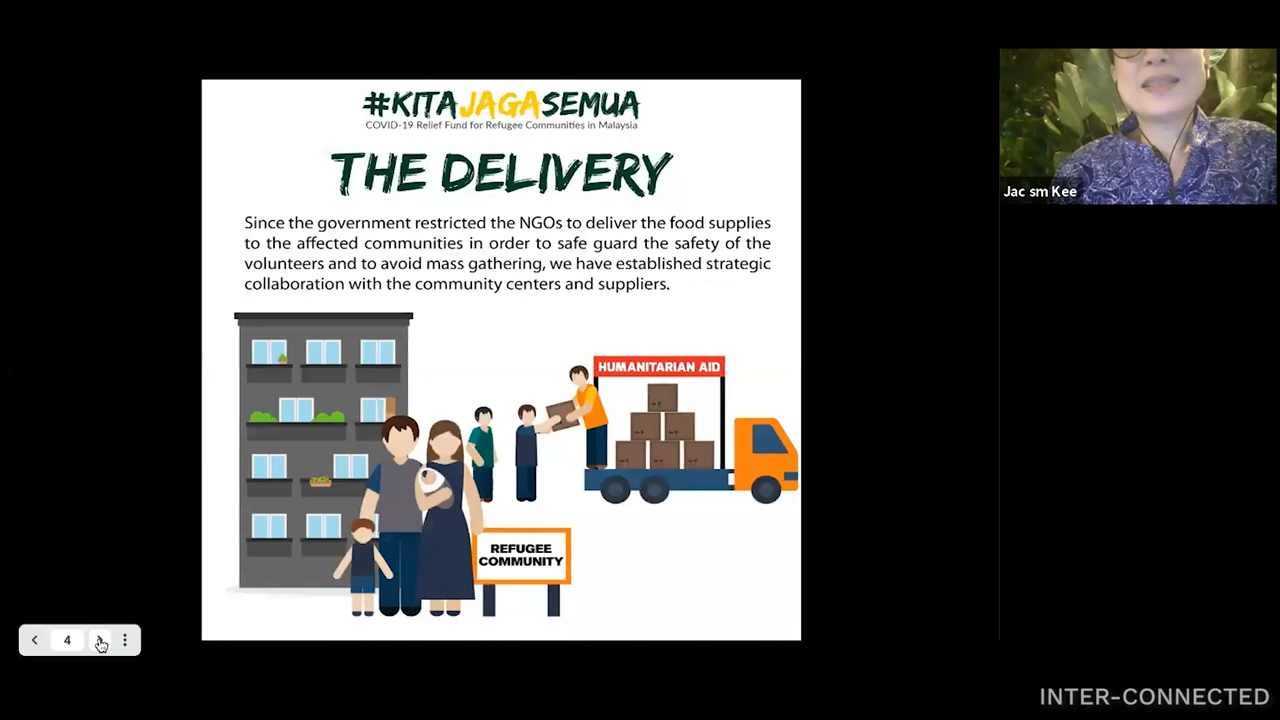 #KITAJAGASEMUA
COVID-19 Relief Fund for Refugee Communities in Malaysia
THE DELIVERY
Since the government restricted the NGOs to deliver the food supplies
to the affected communities in order to safe guard the safety of the
volunteers and to avoid mass gathering, we have established strategic
collaboration with the community centers and suppliers.
HUMANITARIAN AID
REFUGEE
COMMUNITY
Jac sm Kee
4
INTER-CONNECTED